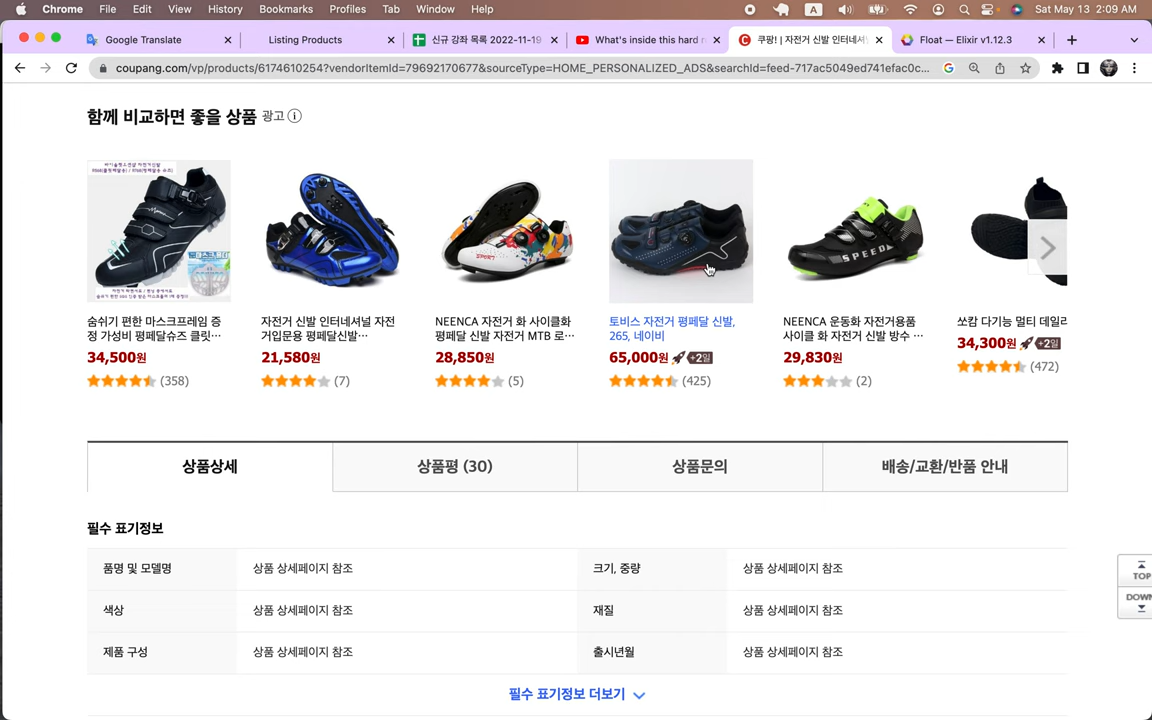 Chrome File Edit View History Bookmarks Profiles Tab Window Help
A Sat May 13 2:09 AM
Google Translate
Listing Products
신규 강좌 목록 2022-11-19
What's inside this hard r
쿠팡! | 자전거 신발 인터네셔
Float — Elixir v1.12.3
coupang.com/vp/products/6174610254?vendorItemId=79692170677&sourceType=HOME_PERSONALIZED_ADS&searchId=feed-717ac5049ed741efac0c...
함께 비교하면 좋을 상품 광고
숨쉬기 편한 마스크프레임 증
정 가성비 평페달슈즈 클릿…
34,500원
(358)
자전거 신발 인터네셔널 자전
거입문용 평페달신발…
21,580원
(7)
SPORT
NEENCA 자전거 화 사이클화
평페달 신발 자전거 MTB 로…
28,850원
(5)
토비스 자전거 평페달 신발,
265, 네이비
65,000원 +2일
(425)
SPEED
NEENCA 운동화 자전거용품
사이클 화 자전거 신발 방수 …
29,830원
(2)
쏘캄 다기능 멀티 데일리
34,300원 +2일
(472)
상품상세
상품평 (30)
상품문의
배송/교환/반품 안내
필수 표기정보
품명 및 모델명 상품 상세페이지 참조 크기, 중량 상품 상세페이지 참조
색상 상품 상세페이지 참조 재질 상품 상세페이지 참조
제품 구성 상품 상세페이지 참조 출시년월 상품 상세페이지 참조
필수 표기정보 더보기
TOP
DOWN